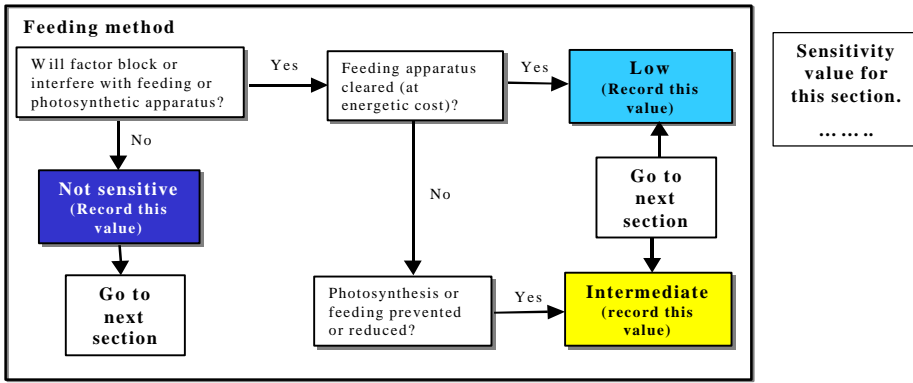 Feeding method
Will factor block or
interfere with feeding or
photosynthetic apparatus?
Yes
Feeding apparatus
cleared (at
energetic cost)?
Yes
Low
(Record this
value)
Sensitivity
value for
this section.
... ... ..
No
Not sensitive
(Record this
value)
No
Go to
next
section
Go to
next
section
Photosynthesis or
feeding prevented
or reduced?
Yes
Intermediate
(record this
value)